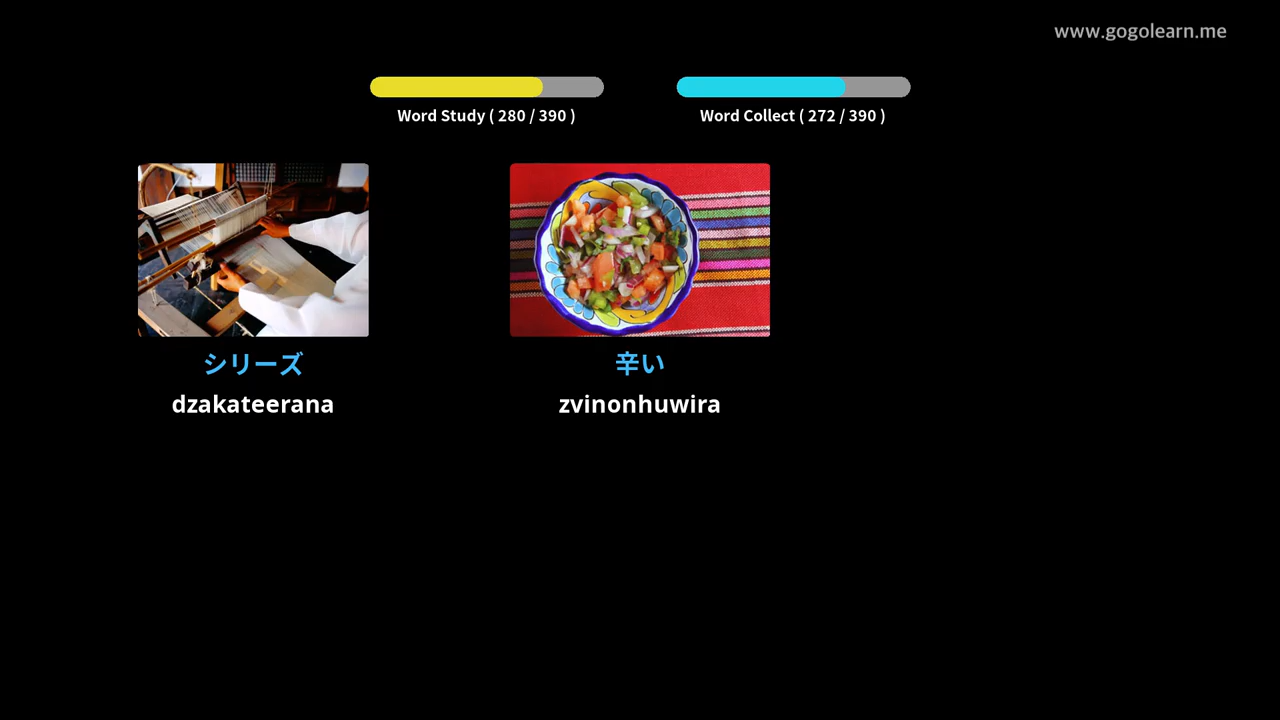 www.gogolearn.me
Word Study ( 280 / 390 )
Word Collect ( 272 / 390 )
シリーズ
辛い
dzakateerana
zvinonhuwira